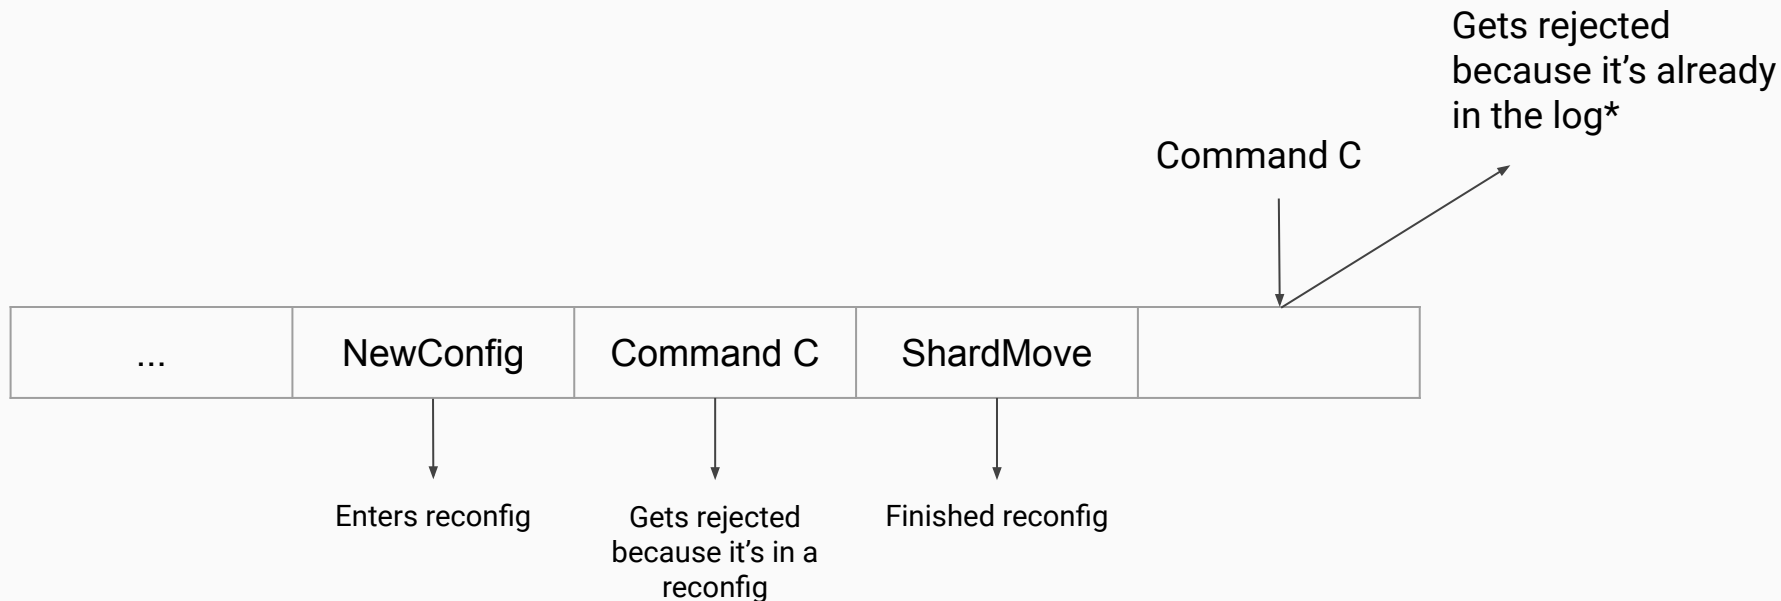 Gets rejected
because it’s already
in the log*
Command C
...
NewConfig
Command C
ShardMove
Enters reconfig
Gets rejected
because it’s in a
reconfig
Finished reconfig